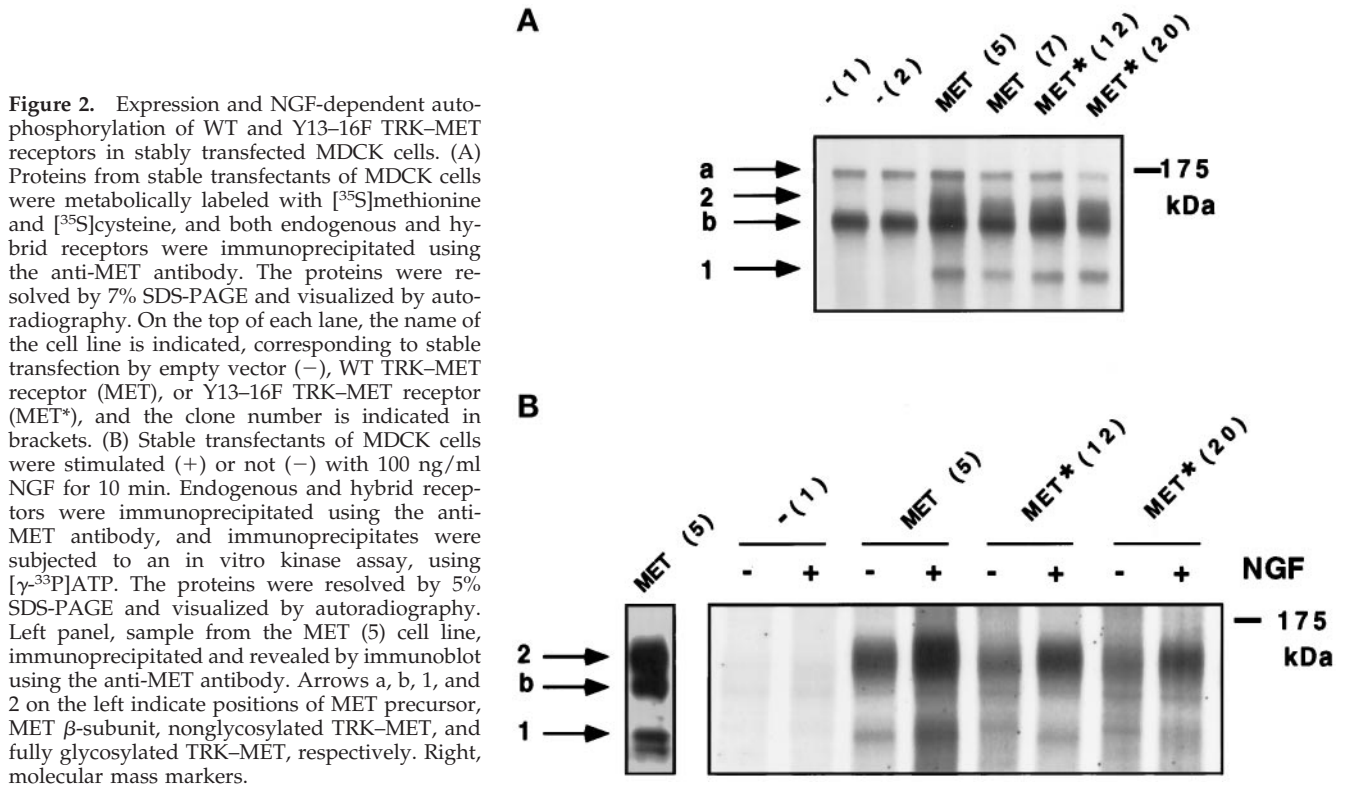 Figure 2. Expression and NGF-dependent auto-
phosphorylation of WT and Y13–16F TRK–MET
receptors in stably transfected MDCK cells. (A)
Proteins from stable transfectants of MDCK cells
were metabolically labeled with [³⁵S]methionine
and [³⁵S]cysteine, and both endogenous and hy-
brid receptors were immunoprecipitated using
the anti-MET antibody. The proteins were re-
solved by 7% SDS-PAGE and visualized by auto-
radiography. On the top of each lane, the name of
the cell line is indicated, corresponding to stable
transfection by empty vector (−), WT TRK–MET
receptor (MET), or Y13–16F TRK–MET receptor
(MET*), and the clone number is indicated in
brackets. (B) Stable transfectants of MDCK cells
were stimulated (+) or not (−) with 100 ng/ml
NGF for 10 min. Endogenous and hybrid recep-
tors were immunoprecipitated using the anti-
MET antibody, and immunoprecipitates were
subjected to an in vitro kinase assay, using
[γ-³³P]ATP. The proteins were resolved by 5%
SDS-PAGE and visualized by autoradiography.
Left panel, sample from the MET (5) cell line,
immunoprecipitated and revealed by immunoblot
using the anti-MET antibody. Arrows a, b, 1, and
2 on the left indicate positions of MET precursor,
MET β-subunit, nonglycosylated TRK–MET, and
fully glycosylated TRK–MET, respectively. Right,
molecular mass markers.
A
-(1) -(2) MET (5) MET (7) MET*(12) MET*(20)
a
2
b
1
175
kDa
B
MET (5) -(1) MET (5) MET*(12) MET*(20)
- + - + - + - + NGF
2
b
1
175
kDa